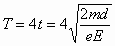 T = 4t = 4√(2md/eE)